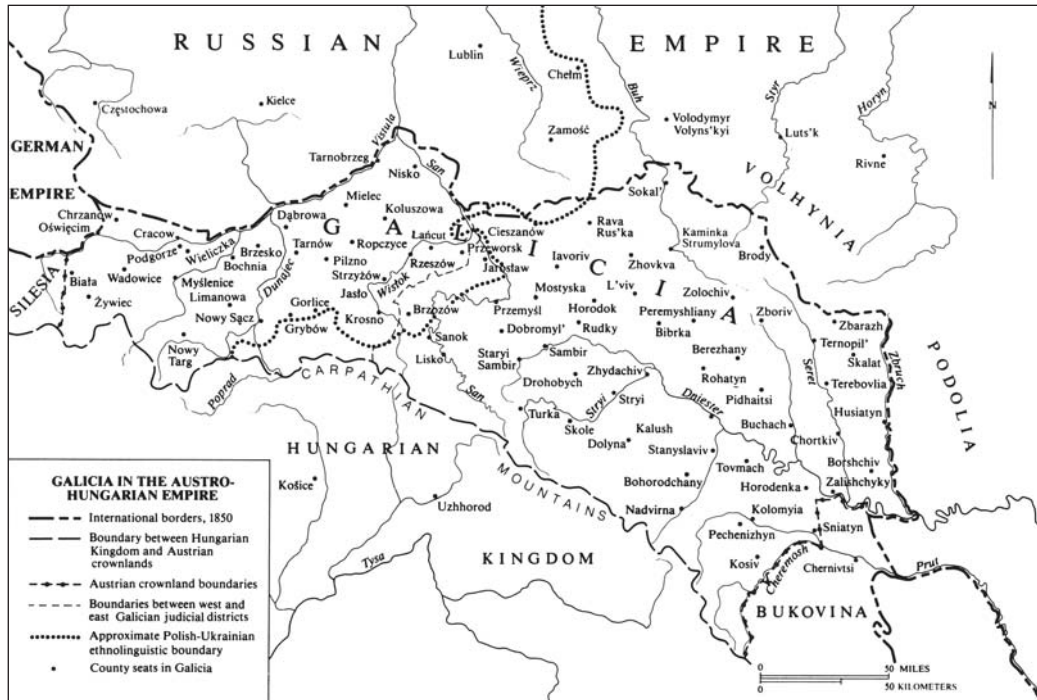 RUSSIAN
EMPIRE
Lublin
Wieprz
Chełm
Częstochowa
Kielce
Zamość
Buh
Volodymyr
Volyns'kyi
Styr
Luts'k
Horyn
Rivne
N
GERMAN
EMPIRE
VOLHYNIA
Vistula
Tarnobrzeg
San
Nisko
Sokal'
Mielec
Koluszowa
Dąbrowa
Chrzanów
Oświęcim
Cracow
Podgorze
Wieliczka
Brzesko
Bochnia
Tarnów
Ropczyce
Pilzno
Łańcut
Rzeszów
Strzyżów
Przeworsk
Cieszanów
Jarosław
Rava
Rus'ka
Kaminka
Strumylova
Brody
GALICIA
Iavoriv
Zhovkva
SILESIA
Biała
Wadowice
Żywiec
Myślenice
Limanowa
Dunajec
Nowy Sącz
Gorlice
Grybów
Jasło
Wisłok
Krosno
Brzozów
Sanok
Lisko
Przemyśl
Mostyska
L'viv
Horodok
Dobromyl'
Rudky
Zolochiv
Peremyshliany
Bibrka
Zboriv
Zbarazh
Ternopil'
Skalat
Zbruch
PODOLIA
Nowy
Targ
Poprad
CARPATHIAN
MOUNTAINS
San
Staryi
Sambir
Sambir
Drohobych
Zhydachiv
Berezhany
Rohatyn
Seret
Terebovlia
Pidhaitsi
Husiatyn
Turka
Stryi
Stryi
Skole
Dniester
Kalush
Dolyna
Stanyslaviv
Buchach
Chortkiv
Tovmach
Borshchiv
Bohorodchany
Horodenka
Zalishchyky
Nadvirna
Kolomyia
Sniatyn
Pechenizhyn
Kosiv
Cheremosh
Chernivtsi
Prut
BUKOVINA
HUNGARIAN
KINGDOM
Košice
Uzhhorod
Tysa
GALICIA IN THE AUSTRO-
HUNGARIAN EMPIRE
International borders, 1850
Boundary between Hungarian
Kingdom and Austrian
crownlands
Austrian crownland boundaries
Boundaries between west and
east Galician judicial districts
Approximate Polish-Ukrainian
ethnolinguistic boundary
County seats in Galicia
0 50 MILES
0 50 KILOMETERS